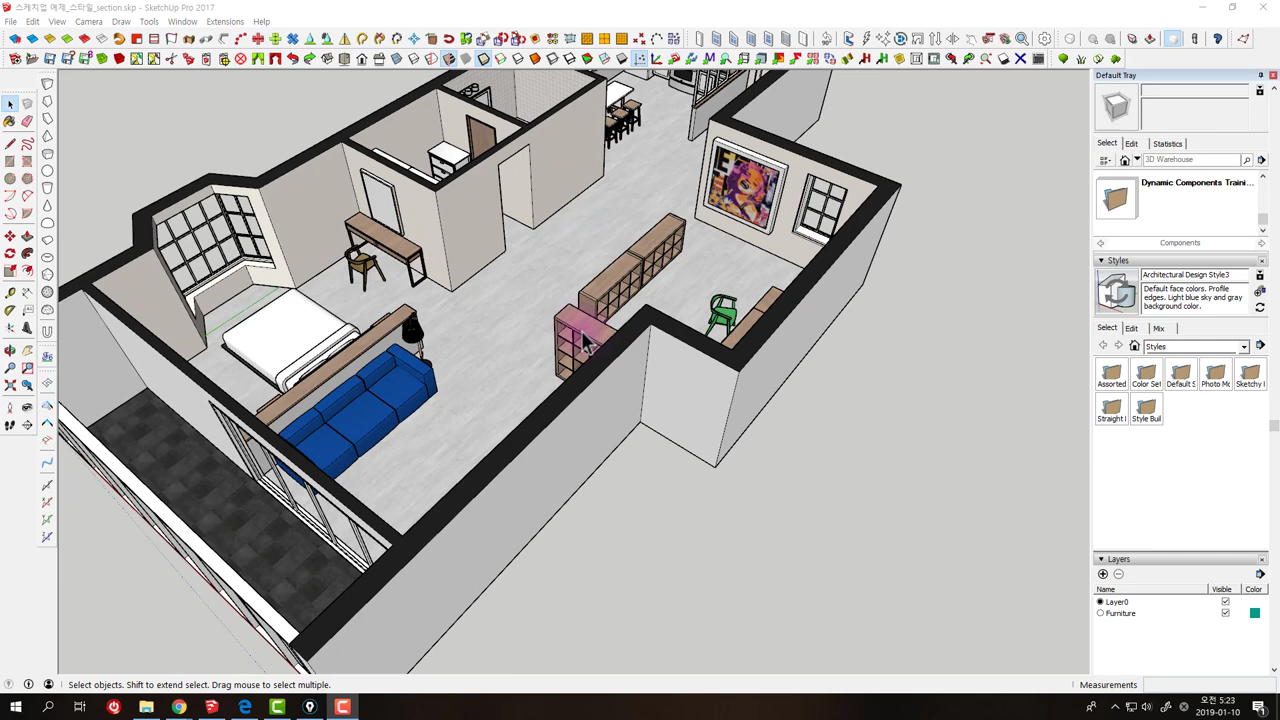 스케치업 예제_스타일_section.skp - SketchUp Pro 2017
File Edit View Camera Draw Tools Window Extensions Help
Default Tray
Select Edit Statistics
3D Warehouse
Dynamic Components Traini...
Components
Styles
Architectural Design Style3
Default face colors. Profile
edges. Light blue sky and gray
background color.
Select Edit Mix
Styles
Assorted Color Set Default S Photo Mo Sketchy I
Straight I Style Buil
Layers
Name Visible Color
Layer0
Furniture
Select objects. Shift to extend select. Drag mouse to select multiple.
Measurements
오전 5:23
2019-01-10